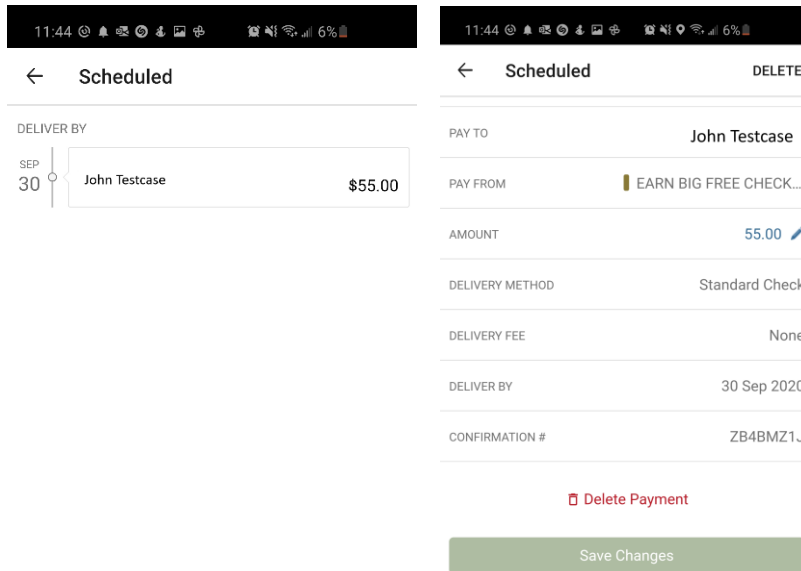 11:44
6%
Scheduled
DELIVER BY
SEP
30
John Testcase
$55.00
11:44
6%
Scheduled
DELETE
PAY TO
John Testcase
PAY FROM
EARN BIG FREE CHECK...
AMOUNT
55.00
DELIVERY METHOD
Standard Check
DELIVERY FEE
None
DELIVER BY
30 Sep 2020
CONFIRMATION #
ZB4BMZ1J
Delete Payment
Save Changes